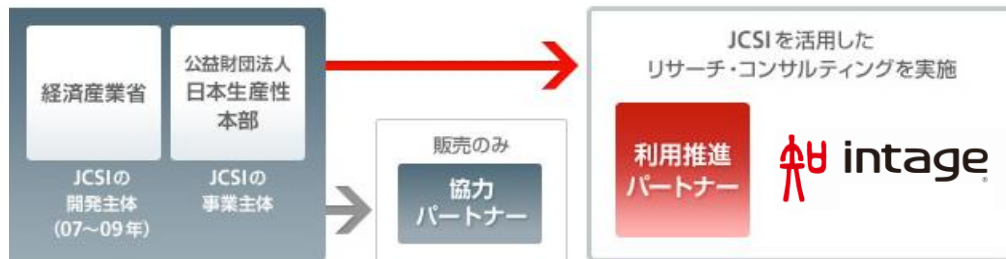 経済産業省
JCSIの
開発主体
(07〜09年)
公益財団法人
日本生産性
本部
JCSIの
事業主体
販売のみ
協力
パートナー
JCSIを活用した
リサーチ・コンサルティングを実施
利用推進
パートナー
intage